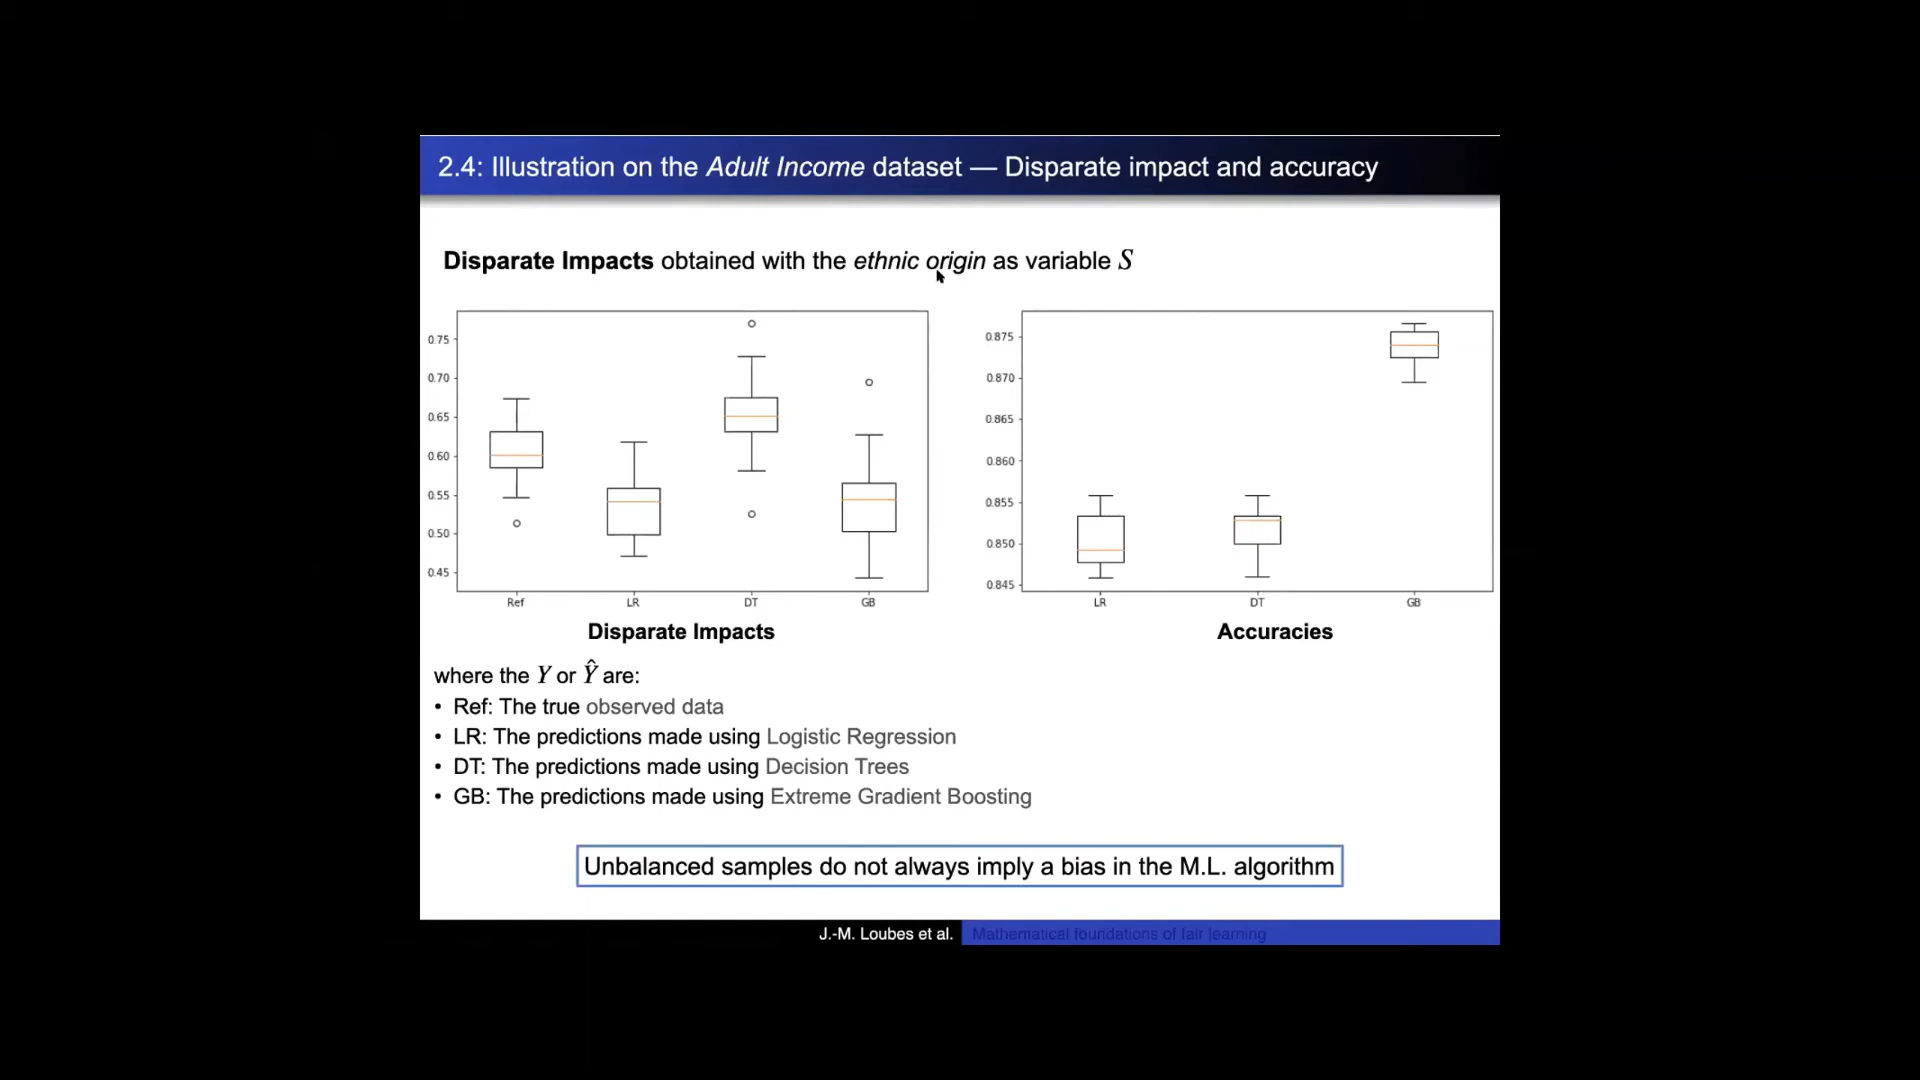 2.4: Illustration on the Adult Income dataset — Disparate impact and accuracy
Disparate Impacts obtained with the ethnic origin as variable S
0.75
0.70
0.65
0.60
0.55
0.50
0.45
Ref LR DT GB
Disparate Impacts
0.875
0.870
0.865
0.860
0.855
0.850
0.845
LR DT GB
Accuracies
where the Y or Ŷ are:
• Ref: The true observed data
• LR: The predictions made using Logistic Regression
• DT: The predictions made using Decision Trees
• GB: The predictions made using Extreme Gradient Boosting
Unbalanced samples do not always imply a bias in the M.L. algorithm
J.-M. Loubes et al. Mathematical foundations of fair learning